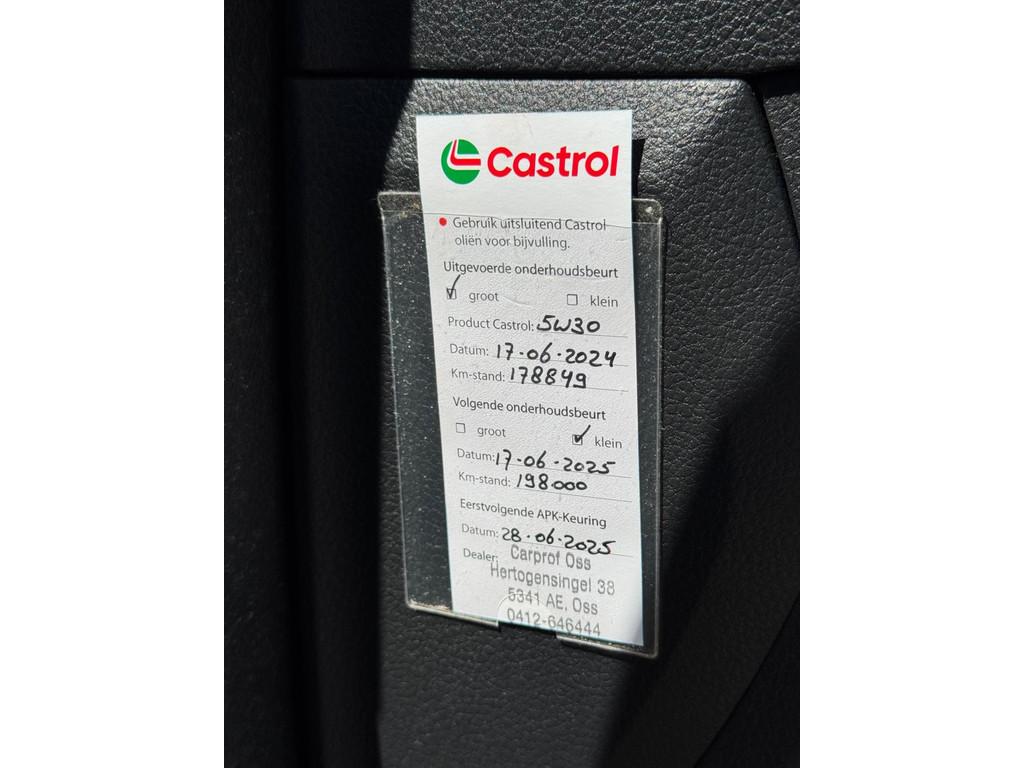 Castrol
Gebruik uitsluitend Castrol
oliën voor bijvulling.
Uitgevoerde onderhoudsbeurt
groot klein
Product Castrol: 5W30
Datum: 17-06-2024
Km-stand: 178849
Volgende onderhoudsbeurt
groot klein
Datum: 17-06-2025
Km-stand: 198.000
Eerstvolgende APK-Keuring
Datum: 28-06-2025
Dealer: Carprof Oss
Hertogensingel 38
5341 AE, Oss
0412-646444